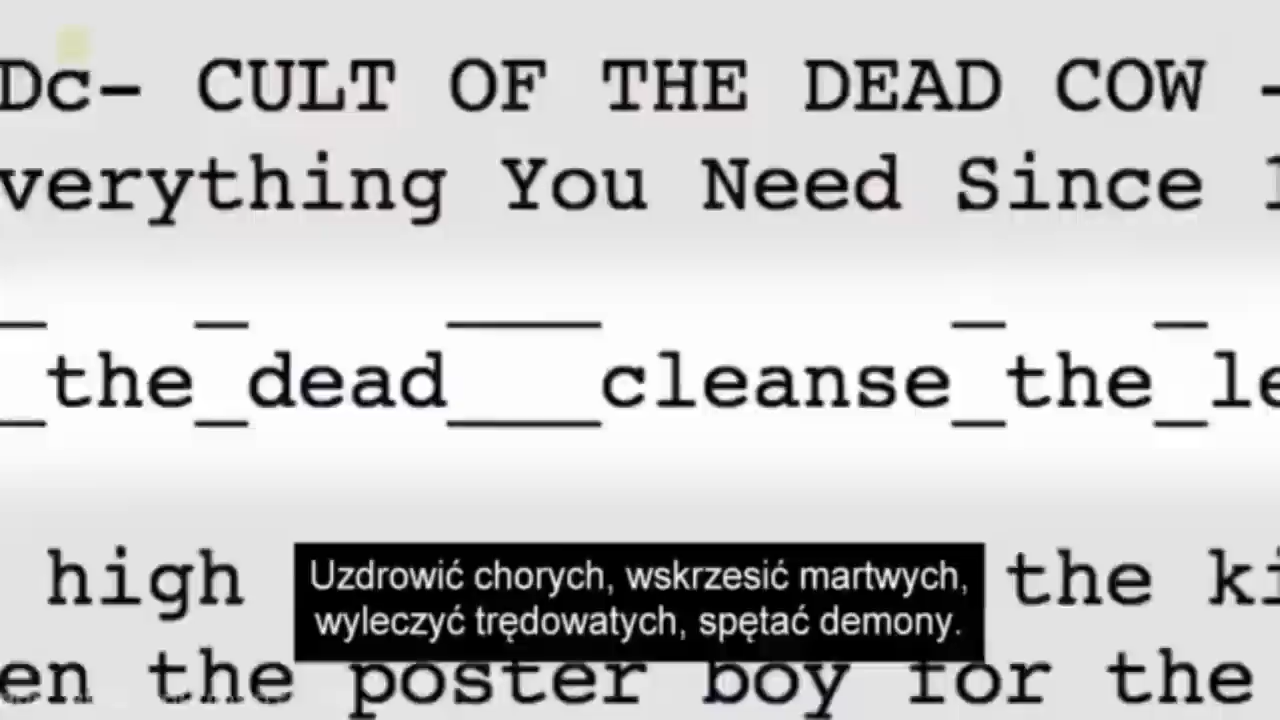 Dc- CULT OF THE DEAD COW -
verything You Need Since 1
_the_dead___cleanse_the_le
high the ki
Uzdrowić chorych, wskrzesić martwych,
wyleczyć trędowatych, spętać demony.
en the poster boy for the